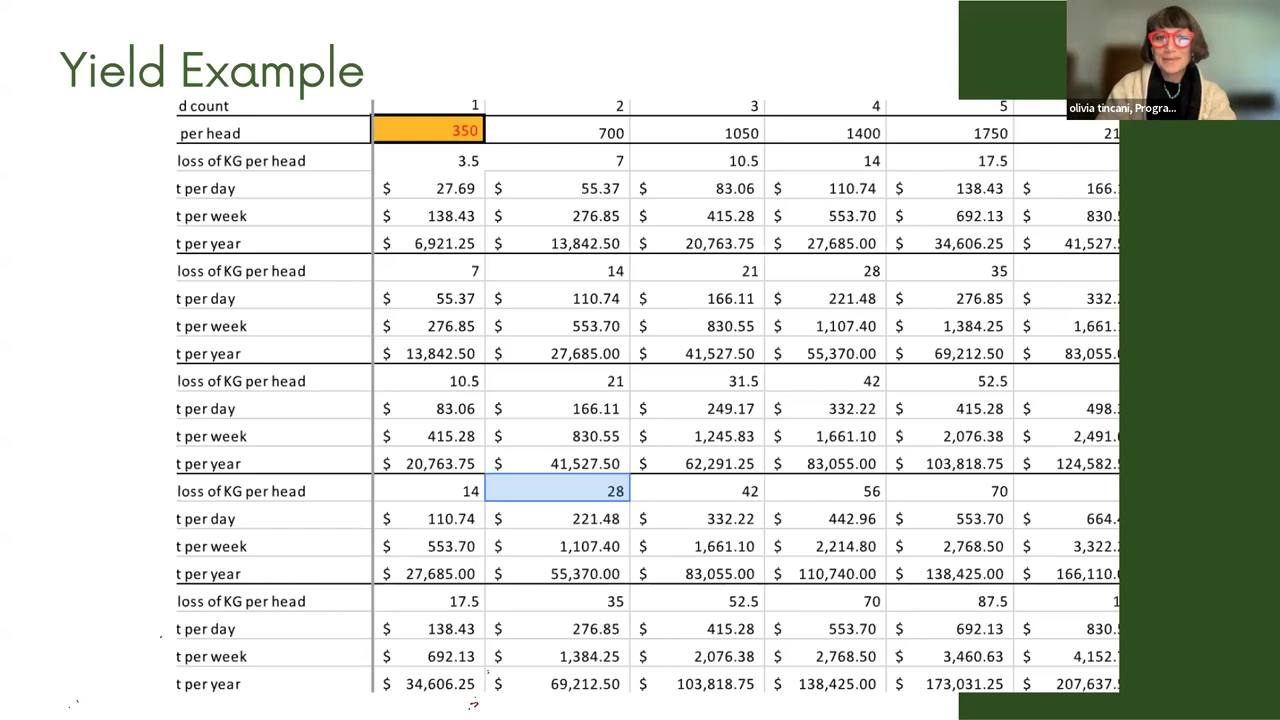 Yield Example
olivia tincani, Progra...
d count 1 2 3 4 5
per head 350 700 1050 1400 1750 21
loss of KG per head 3.5 7 10.5 14 17.5
t per day $ 27.69 $ 55.37 $ 83.06 $ 110.74 $ 138.43 $ 166.
t per week $ 138.43 $ 276.85 $ 415.28 $ 553.70 $ 692.13 $ 830.
t per year $ 6,921.25 $ 13,842.50 $ 20,763.75 $ 27,685.00 $ 34,606.25 $ 41,527.
loss of KG per head 7 14 21 28 35
t per day $ 55.37 $ 110.74 $ 166.11 $ 221.48 $ 276.85 $ 332.
t per week $ 276.85 $ 553.70 $ 830.55 $ 1,107.40 $ 1,384.25 $ 1,661.
t per year $ 13,842.50 $ 27,685.00 $ 41,527.50 $ 55,370.00 $ 69,212.50 $ 83,055.
loss of KG per head 10.5 21 31.5 42 52.5
t per day $ 83.06 $ 166.11 $ 249.17 $ 332.22 $ 415.28 $ 498.
t per week $ 415.28 $ 830.55 $ 1,245.83 $ 1,661.10 $ 2,076.38 $ 2,491.
t per year $ 20,763.75 $ 41,527.50 $ 62,291.25 $ 83,055.00 $ 103,818.75 $ 124,582.
loss of KG per head 14 28 42 56 70
t per day $ 110.74 $ 221.48 $ 332.22 $ 442.96 $ 553.70 $ 664.
t per week $ 553.70 $ 1,107.40 $ 1,661.10 $ 2,214.80 $ 2,768.50 $ 3,322.
t per year $ 27,685.00 $ 55,370.00 $ 83,055.00 $ 110,740.00 $ 138,425.00 $ 166,110.
loss of KG per head 17.5 35 52.5 70 87.5 1
t per day $ 138.43 $ 276.85 $ 415.28 $ 553.70 $ 692.13 $ 830.
t per week $ 692.13 $ 1,384.25 $ 2,076.38 $ 2,768.50 $ 3,460.63 $ 4,152.
t per year $ 34,606.25 $ 69,212.50 $ 103,818.75 $ 138,425.00 $ 173,031.25 $ 207,637.